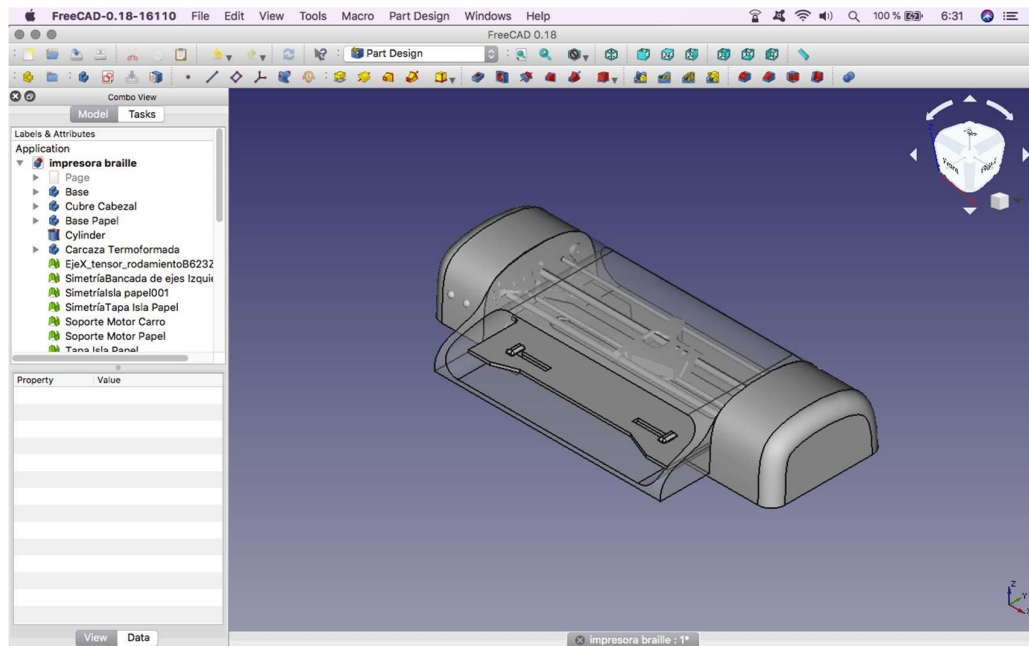 FreeCAD-0.18-16110 File Edit View Tools Macro Part Design Windows Help 100 % 6:31
FreeCAD 0.18
Part Design
Combo View
Model Tasks
Labels & Attributes
Application
impresora braille
Page
Base
Cubre Cabezal
Base Papel
Cylinder
Carcaza Termoformada
EjeX_tensor_rodamientoB623Z
SimetríaBancada de ejes Izquie
SimetríaIsla papel001
SimetríaTapa Isla Papel
Soporte Motor Carro
Soporte Motor Papel
Tapa Isla Papel
Property Value
Front Right
Z
Y
X
View Data
impresora braille : 1*